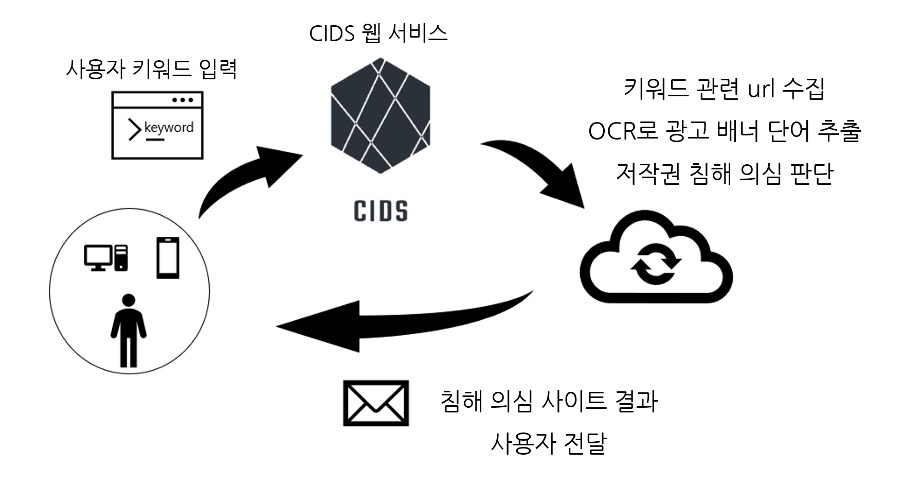 CIDS 웹 서비스
사용자 키워드 입력
keyword
CIDS
키워드 관련 url 수집
OCR로 광고 배너 단어 추출
저작권 침해 의심 판단
침해 의심 사이트 결과
사용자 전달